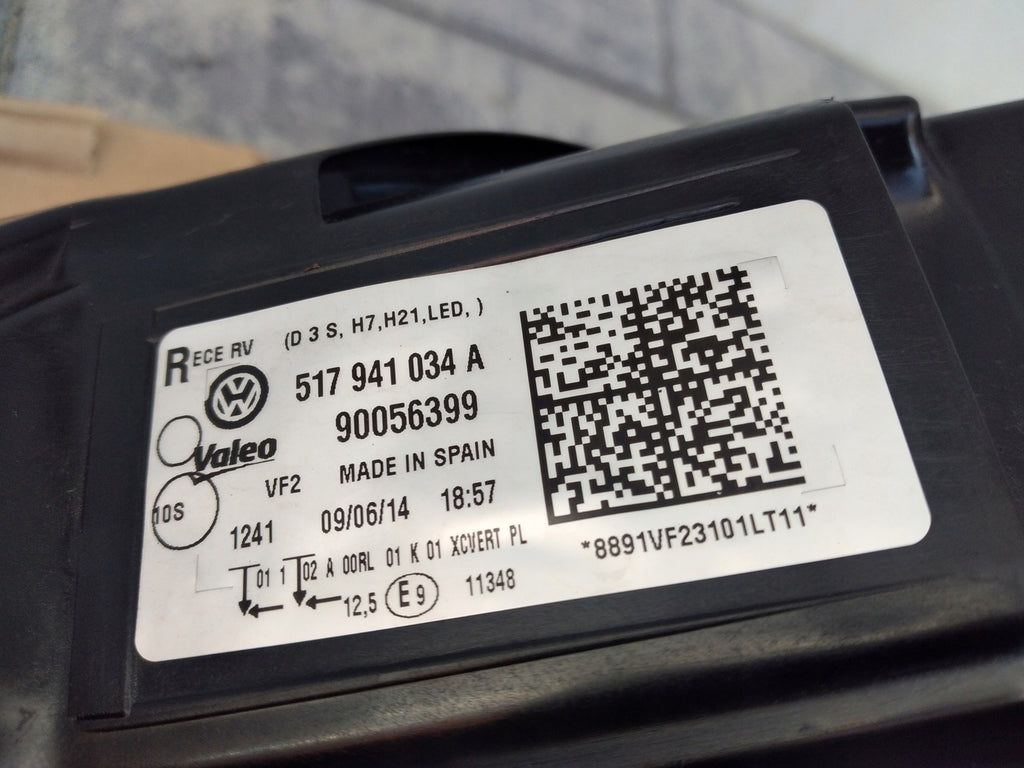 R ECE RV (D 3 S, H7,H21,LED, )
517 941 034 A
90056399
Valeo
VF2 MADE IN SPAIN
10S
1241 09/06/14 18:57
01 1 02 A 00RL 01 K 01 XCVERT PL
12,5 E9 11348
*8891VF23101LT11*